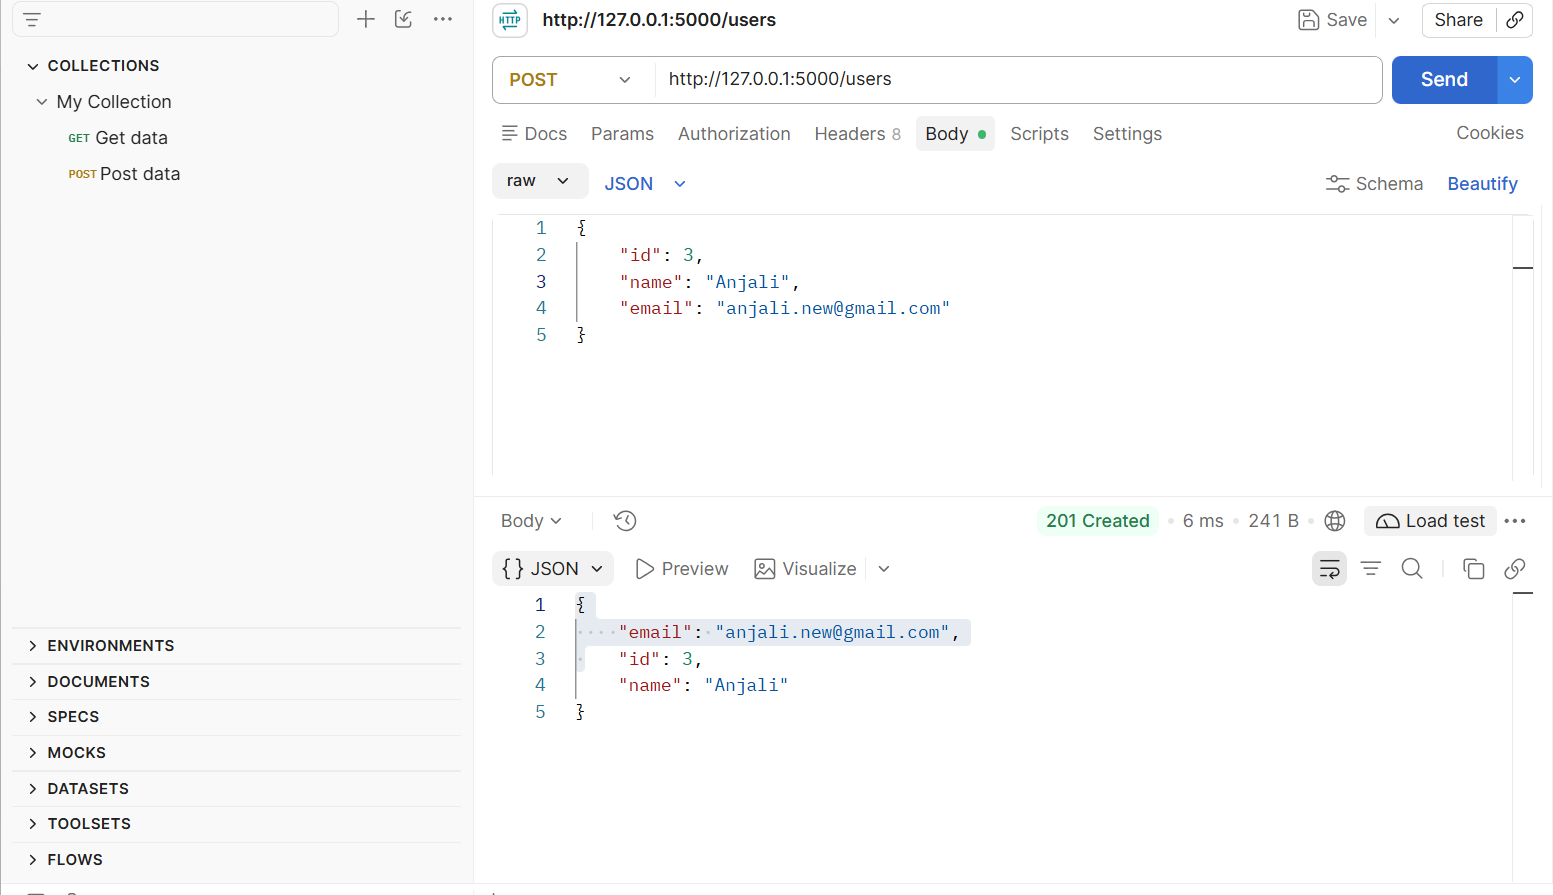 COLLECTIONS
My Collection
GET Get data
POST Post data
ENVIRONMENTS
DOCUMENTS
SPECS
MOCKS
DATASETS
TOOLSETS
FLOWS
HTTP http://127.0.0.1:5000/users Save Share
POST http://127.0.0.1:5000/users Send
Docs Params Authorization Headers 8 Body Scripts Settings Cookies
raw JSON Schema Beautify
1 {
2 "id": 3,
3 "name": "Anjali",
4 "email": "anjali.new@gmail.com"
5 }
Body 201 Created • 6 ms • 241 B • Load test
{} JSON Preview Visualize
1 {
2 "email": "anjali.new@gmail.com",
3 "id": 3,
4 "name": "Anjali"
5 }